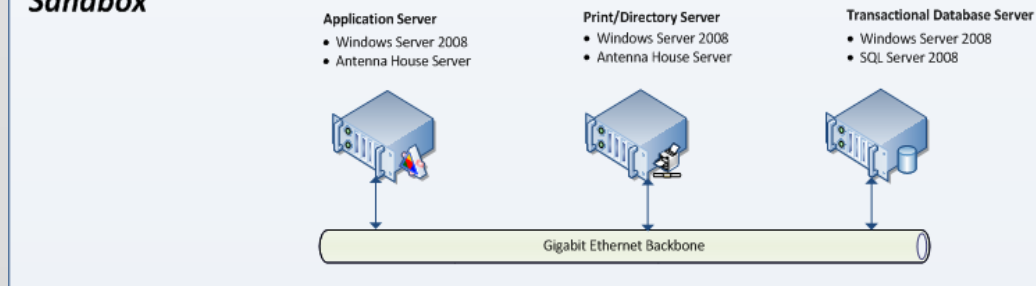 Sandbox
Application Server
• Windows Server 2008
• Antenna House Server
Print/Directory Server
• Windows Server 2008
• Antenna House Server
Transactional Database Server
• Windows Server 2008
• SQL Server 2008
Gigabit Ethernet Backbone